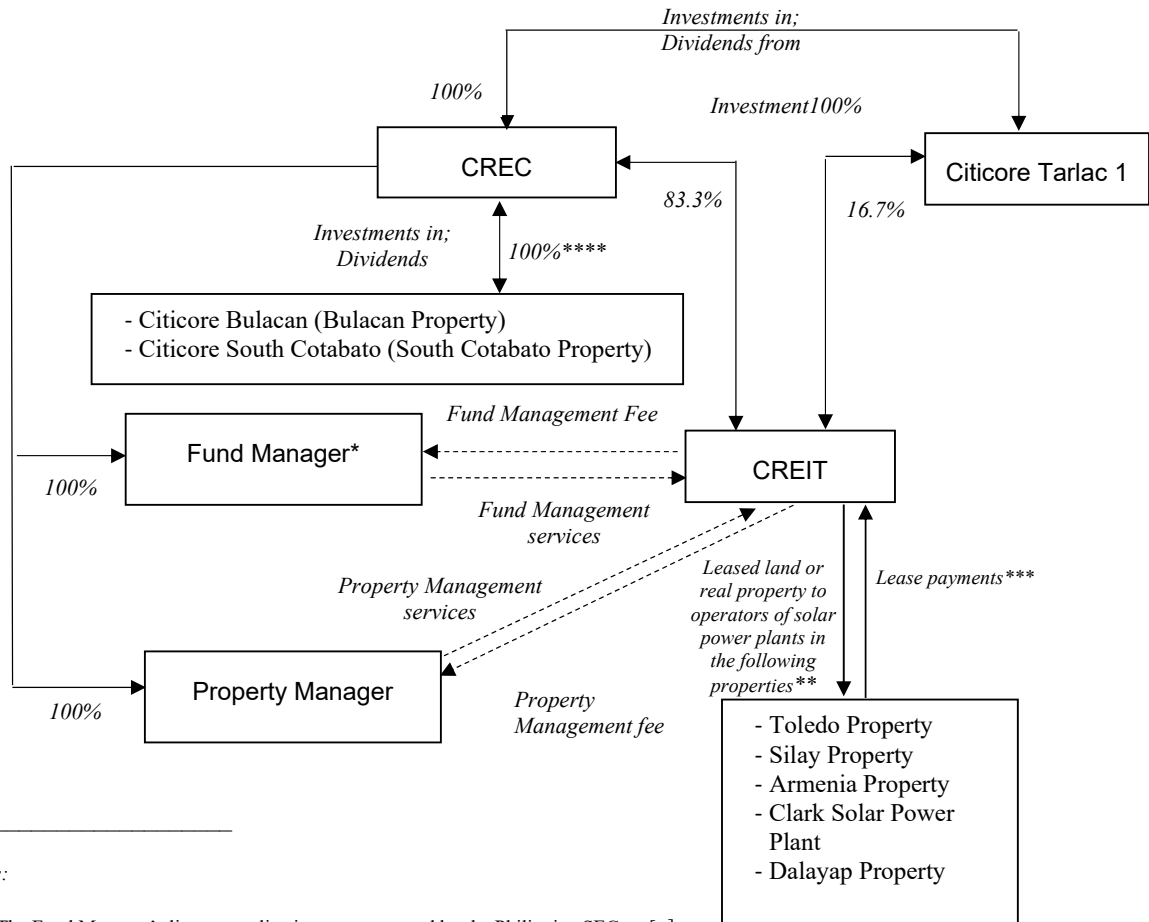 Investments in;
Dividends from
100%
Investment100%
CREC
Citicore Tarlac 1
83.3%
16.7%
Investments in;
Dividends
100%****
- Citicore Bulacan (Bulacan Property)
- Citicore South Cotabato (South Cotabato Property)
Fund Management Fee
Fund Manager*
CREIT
100%
Fund Management
services
Property Management
services
Leased land or
real property to
operators of solar
power plants in
the following
properties**
Lease payments***
Property Manager
100%
Property
Management fee
- Toledo Property
- Silay Property
- Armenia Property
- Clark Solar Power
Plant
- Dalayap Property